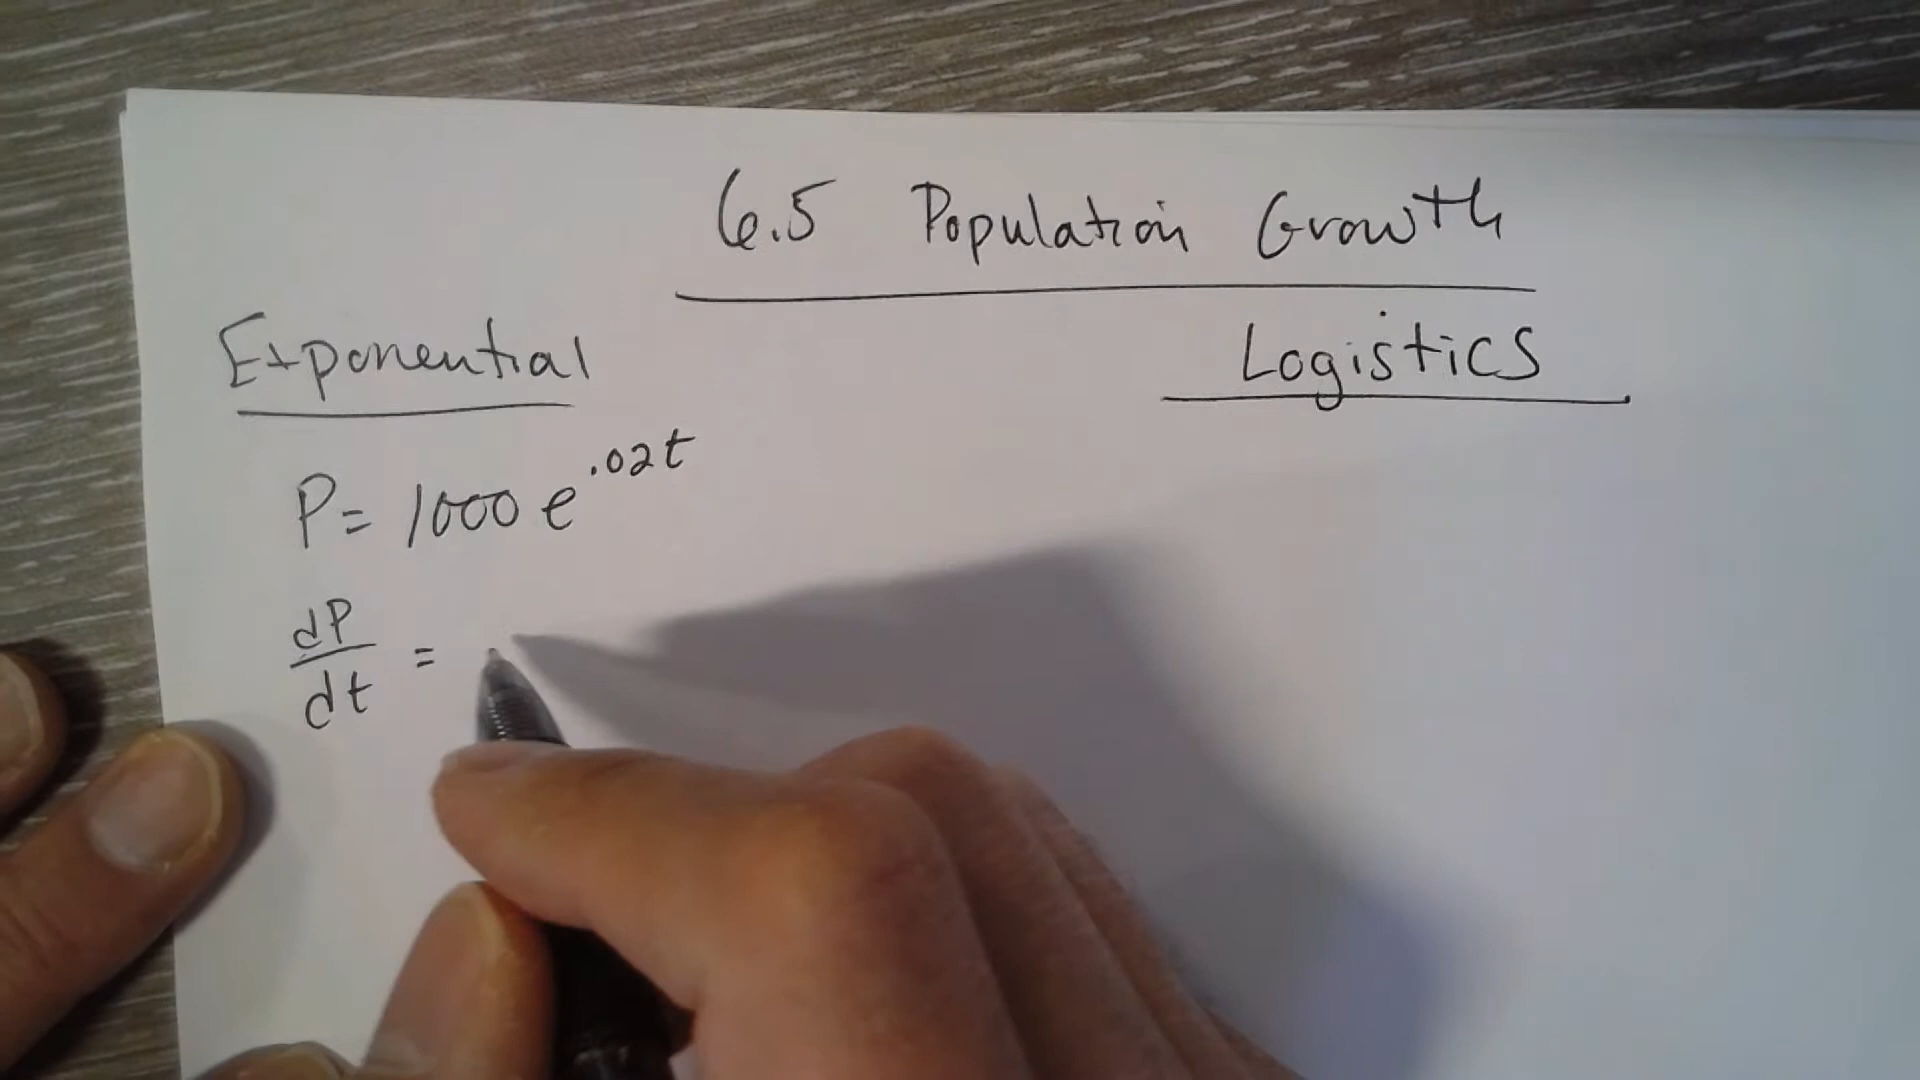 6.5 Population Growth
Exponential
Logistics
P = 1000 e^.02t
dP/dt =